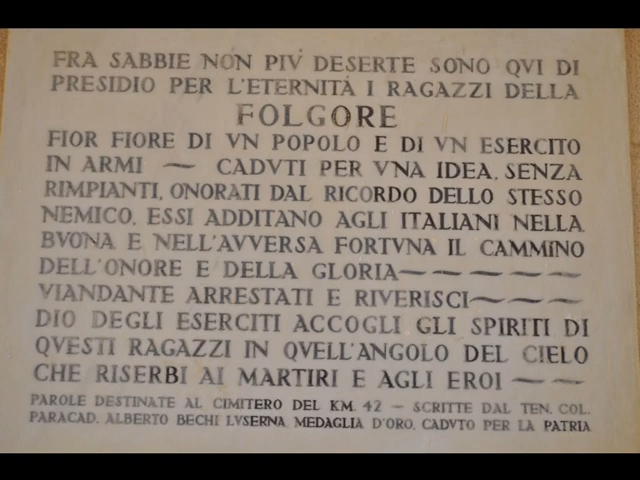 FRA SABBIE NON PIV DESERTE SONO QVI DI
PRESIDIO PER L'ETERNITÀ I RAGAZZI DELLA
FOLGORE
FIOR FIORE DI VN POPOLO E DI VN ESERCITO
IN ARMI — CADVTI PER VNA IDEA, SENZA
RIMPIANTI, ONORATI DAL RICORDO DELLO STESSO
NEMICO, ESSI ADDITANO AGLI ITALIANI NELLA
BVONA E NELL'AVVERSA FORTVNA IL CAMMINO
DELL'ONORE E DELLA GLORIA — — — — —
VIANDANTE ARRESTATI E RIVERISCI — — — —
DIO DEGLI ESERCITI ACCOGLI GLI SPIRITI DI
QVESTI RAGAZZI IN QVELL'ANGOLO DEL CIELO
CHE RISERBI AI MARTIRI E AGLI EROI — —
PAROLE DESTINATE AL CIMITERO DEL KM. 42 — SCRITTE DAL TEN. COL.
PARACAD. ALBERTO BECHI LVSERNA, MEDAGLIA D'ORO, CADVTO PER LA PATRIA